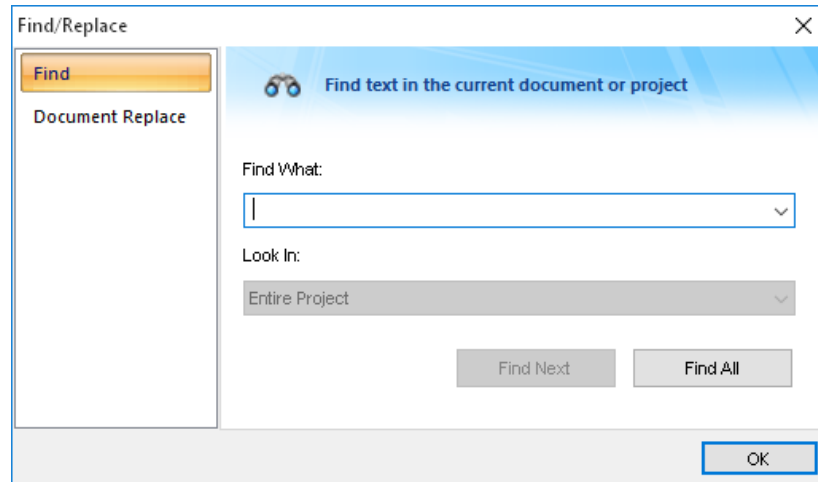 Find/Replace
Find
Document Replace
Find text in the current document or project
Find What:
Look In:
Entire Project
Find Next
Find All
OK